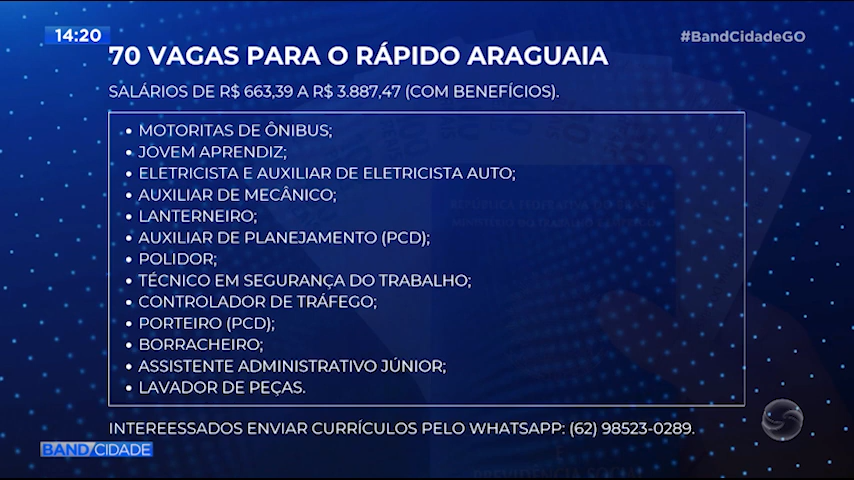 14:20
#BandCidadeGO
70 VAGAS PARA O RÁPIDO ARAGUAIA
SALÁRIOS DE R$ 663,39 A R$ 3.887,47 (COM BENEFÍCIOS).
• MOTORITAS DE ÔNIBUS;
• JOVEM APRENDIZ;
• ELETRICISTA E AUXILIAR DE ELETRICISTA AUTO;
• AUXILIAR DE MECÂNICO;
• LANTERNEIRO;
• AUXILIAR DE PLANEJAMENTO (PCD);
• POLIDOR;
• TÉCNICO EM SEGURANÇA DO TRABALHO;
• CONTROLADOR DE TRÁFEGO;
• PORTEIRO (PCD);
• BORRACHEIRO;
• ASSISTENTE ADMINISTRATIVO JÚNIOR;
• LAVADOR DE PEÇAS.
INTEREESSADOS ENVIAR CURRÍCULOS PELO WHATSAPP: (62) 98523-0289.
BAND/CIDADE